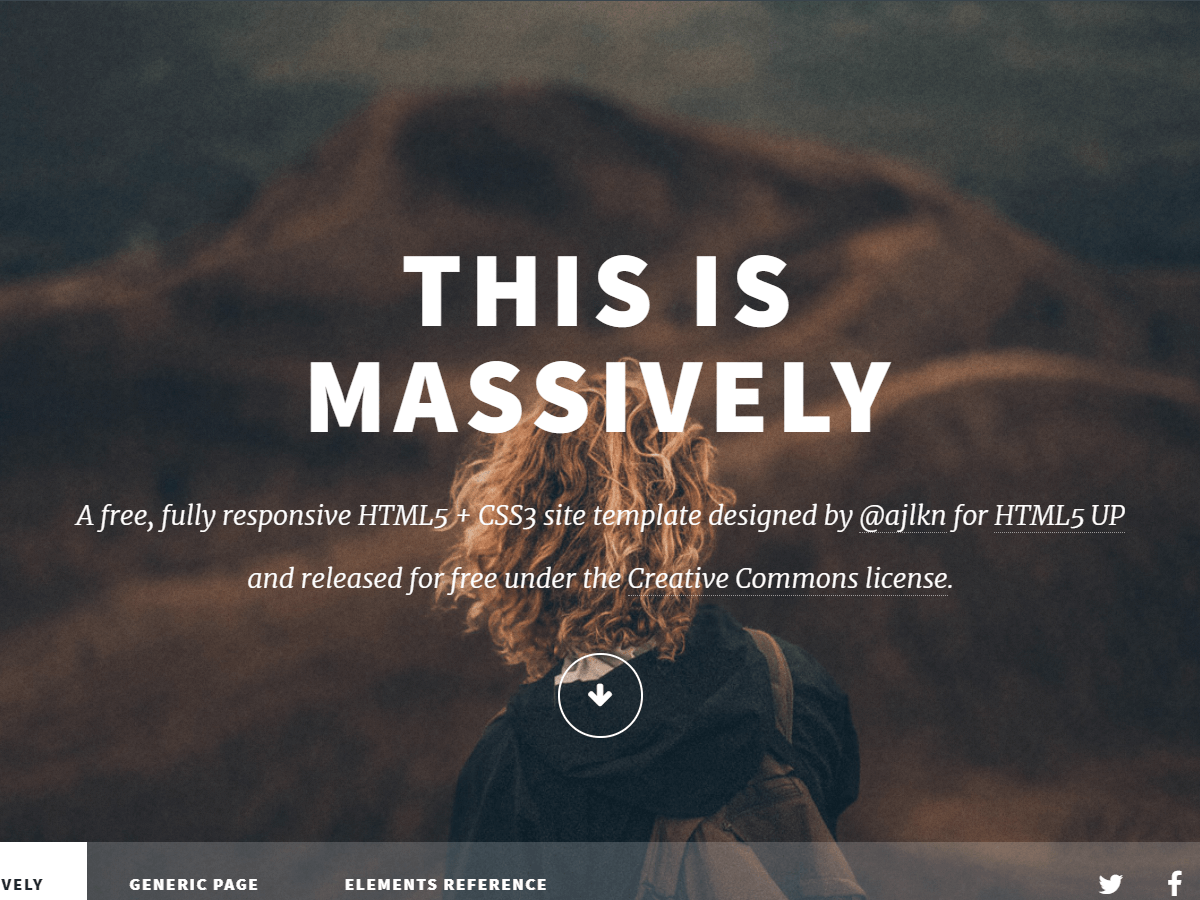 THIS IS
MASSIVELY
A free, fully responsive HTML5 + CSS3 site template designed by @ajlkn for HTML5 UP
and released for free under the Creative Commons license.
VELY GENERIC PAGE ELEMENTS REFERENCE